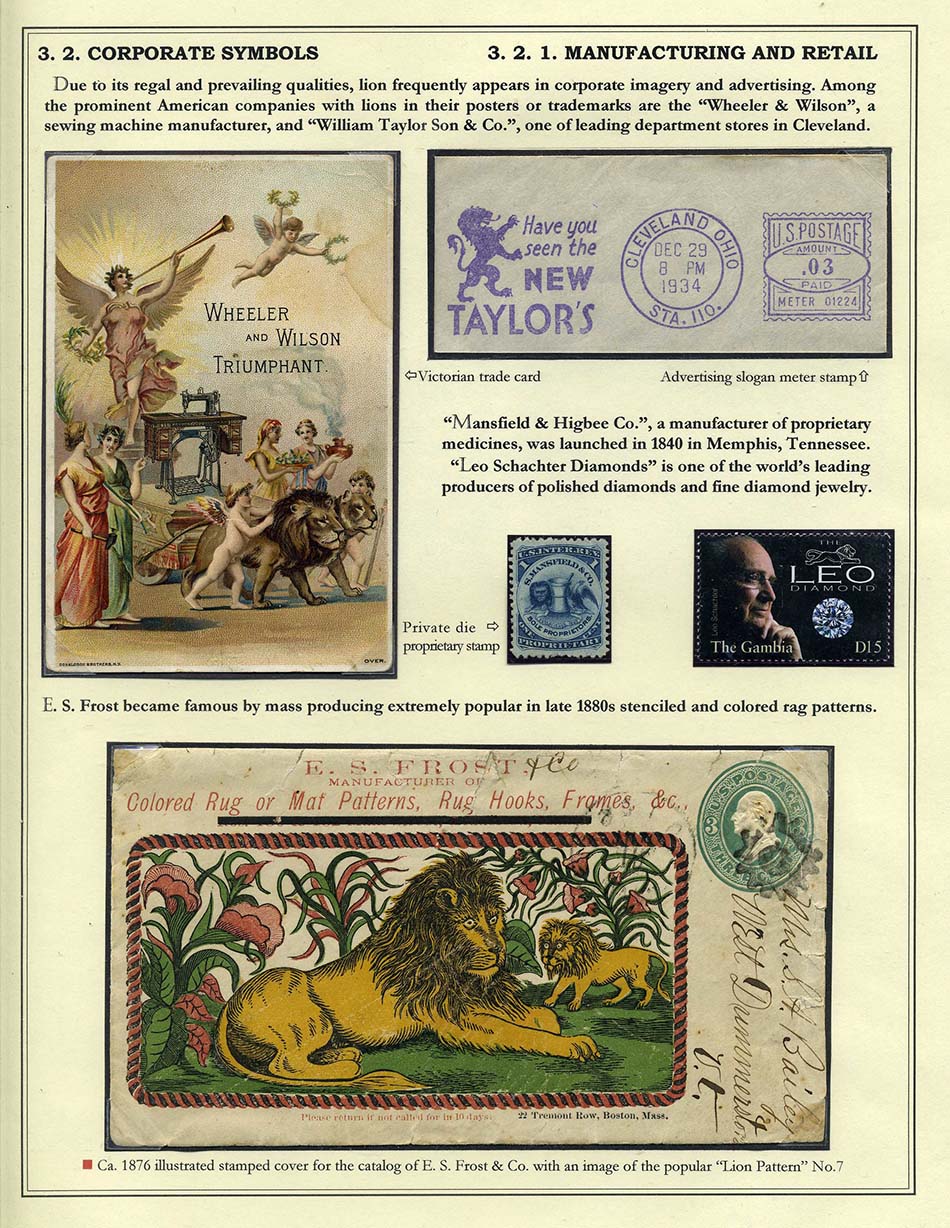 3. 2. CORPORATE SYMBOLS
3. 2. 1. MANUFACTURING AND RETAIL
Due to its regal and prevailing qualities, lion frequently appears in corporate imagery and advertising. Among
the prominent American companies with lions in their posters or trademarks are the “Wheeler & Wilson”, a
sewing machine manufacturer, and “William Taylor Son & Co.”, one of leading department stores in Cleveland.
WHEELER
AND WILSON
TRIUMPHANT.
DONALDSON BROTHERS, N.Y.
OVER.
Have you
seen the
NEW
TAYLOR'S
CLEVELAND OHIO
DEC 29
8 PM
1934
STA. 110.
U.S. POSTAGE
AMOUNT
.03
PAID
METER 01224
⇦Victorian trade card
Advertising slogan meter stamp⇧
“Mansfield & Higbee Co.”, a manufacturer of proprietary
medicines, was launched in 1840 in Memphis, Tennessee.
“Leo Schachter Diamonds” is one of the world’s leading
producers of polished diamonds and fine diamond jewelry.
Private die ⇨
proprietary stamp
U.S. INTER. REV.
S. MANSFIELD & CO.
SOLE PROPRIETORS.
ONE CENT
PROPRIETARY
THE
LEO
DIAMOND
Leo Schachter
The Gambia
D15
E. S. Frost became famous by mass producing extremely popular in late 1880s stenciled and colored rag patterns.
E. S. FROST. & Co
MANUFACTURER OF
Colored Rug or Mat Patterns, Rug Hooks, Frames, &c.,
U.S. POSTAGE
THREE CENTS
Mrs. S. F. Bailey
West Dummerston
Vt.
Please return if not called for in 10 days.
22 Tremont Row, Boston, Mass.
Ca. 1876 illustrated stamped cover for the catalog of E. S. Frost & Co. with an image of the popular “Lion Pattern” No.7